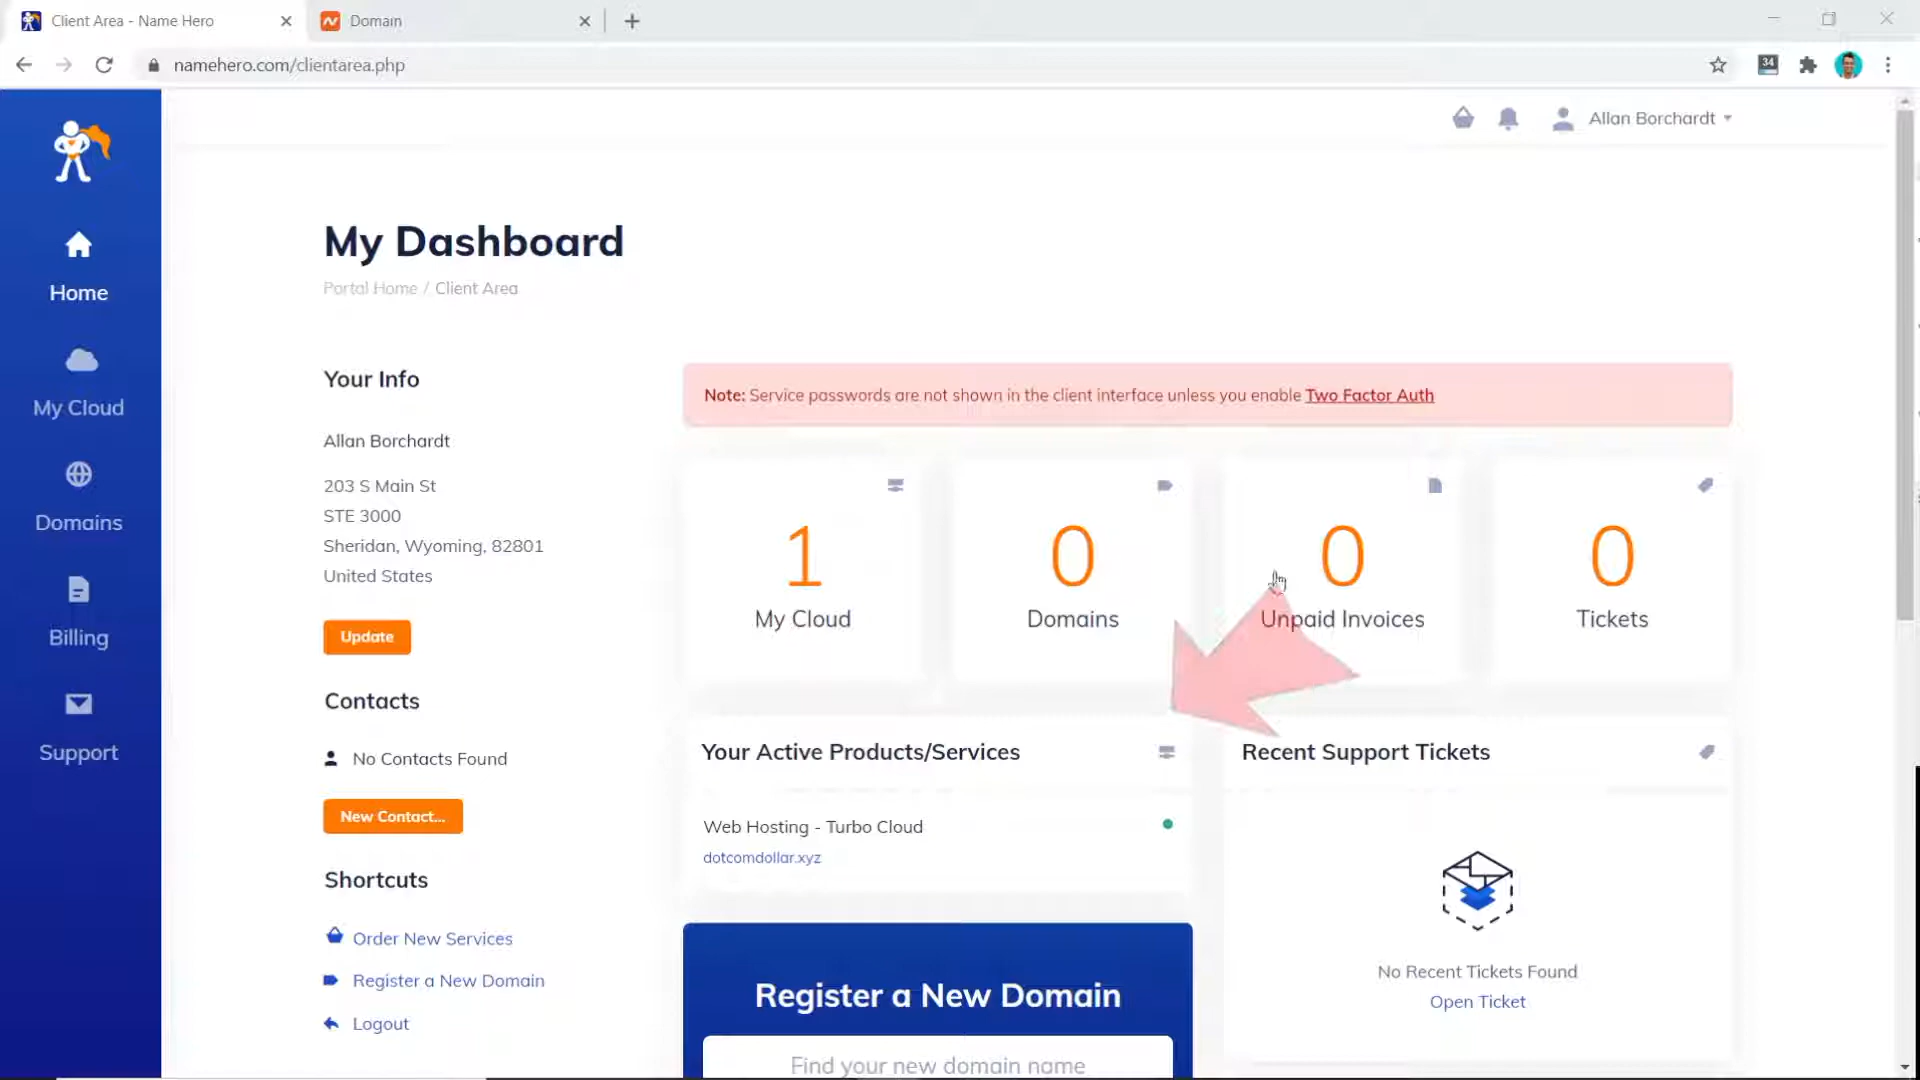 Client Area - Name Hero
Domain
namehero.com/clientarea.php
34
Allan Borchardt
My Dashboard
Portal Home / Client Area
Home
My Cloud
Domains
Billing
Support
Your Info
Allan Borchardt
203 S Main St
STE 3000
Sheridan, Wyoming, 82801
United States
Update
Contacts
No Contacts Found
New Contact...
Shortcuts
Order New Services
Register a New Domain
Logout
Note: Service passwords are not shown in the client interface unless you enable Two Factor Auth
1
My Cloud
0
Domains
0
Unpaid Invoices
0
Tickets
Your Active Products/Services
Web Hosting - Turbo Cloud
dotcomdollar.xyz
Register a New Domain
Find your new domain name
Recent Support Tickets
No Recent Tickets Found
Open Ticket